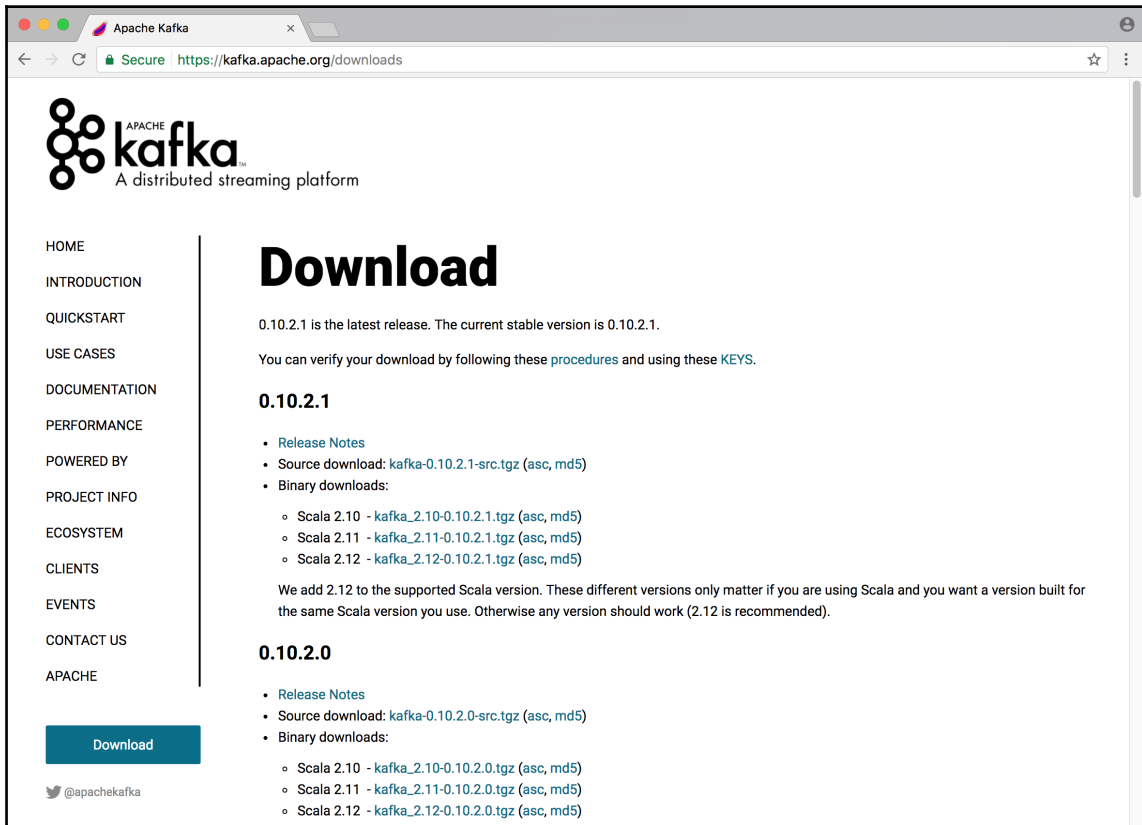 Apache Kafka
Secure https://kafka.apache.org/downloads
APACHE
kafka™
A distributed streaming platform
HOME
INTRODUCTION
QUICKSTART
USE CASES
DOCUMENTATION
PERFORMANCE
POWERED BY
PROJECT INFO
ECOSYSTEM
CLIENTS
EVENTS
CONTACT US
APACHE
Download
@apachekafka
Download
0.10.2.1 is the latest release. The current stable version is 0.10.2.1.
You can verify your download by following these procedures and using these KEYS.
0.10.2.1
• Release Notes
• Source download: kafka-0.10.2.1-src.tgz (asc, md5)
• Binary downloads:
◦ Scala 2.10 - kafka_2.10-0.10.2.1.tgz (asc, md5)
◦ Scala 2.11 - kafka_2.11-0.10.2.1.tgz (asc, md5)
◦ Scala 2.12 - kafka_2.12-0.10.2.1.tgz (asc, md5)
We add 2.12 to the supported Scala version. These different versions only matter if you are using Scala and you want a version built for
the same Scala version you use. Otherwise any version should work (2.12 is recommended).
0.10.2.0
• Release Notes
• Source download: kafka-0.10.2.0-src.tgz (asc, md5)
• Binary downloads:
◦ Scala 2.10 - kafka_2.10-0.10.2.0.tgz (asc, md5)
◦ Scala 2.11 - kafka_2.11-0.10.2.0.tgz (asc, md5)
◦ Scala 2.12 - kafka_2.12-0.10.2.0.tgz (asc, md5)